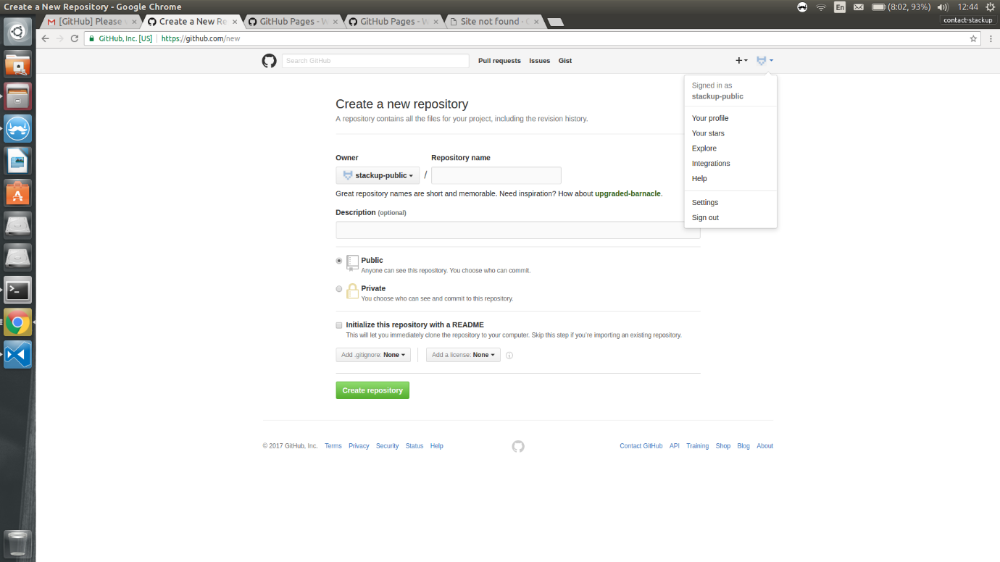 Create a New Repository - Google Chrome
En
(8:02, 93%)
12:44
[GitHub] Please
Create a New Re
GitHub Pages - W
GitHub Pages - W
Site not found ·
contact-stackup
GitHub, Inc. [US]
https://github.com/new
Search GitHub
Pull requests
Issues
Gist
Signed in as
stackup-public
Your profile
Your stars
Explore
Integrations
Help
Settings
Sign out
Create a new repository
A repository contains all the files for your project, including the revision history.
Owner
Repository name
stackup-public
/
Great repository names are short and memorable. Need inspiration? How about upgraded-barnacle.
Description (optional)
Public
Anyone can see this repository. You choose who can commit.
Private
You choose who can see and commit to this repository.
Initialize this repository with a README
This will let you immediately clone the repository to your computer. Skip this step if you're importing an existing repository.
Add .gitignore: None
Add a license: None
Create repository
© 2017 GitHub, Inc.
Terms
Privacy
Security
Status
Help
Contact GitHub
API
Training
Shop
Blog
About